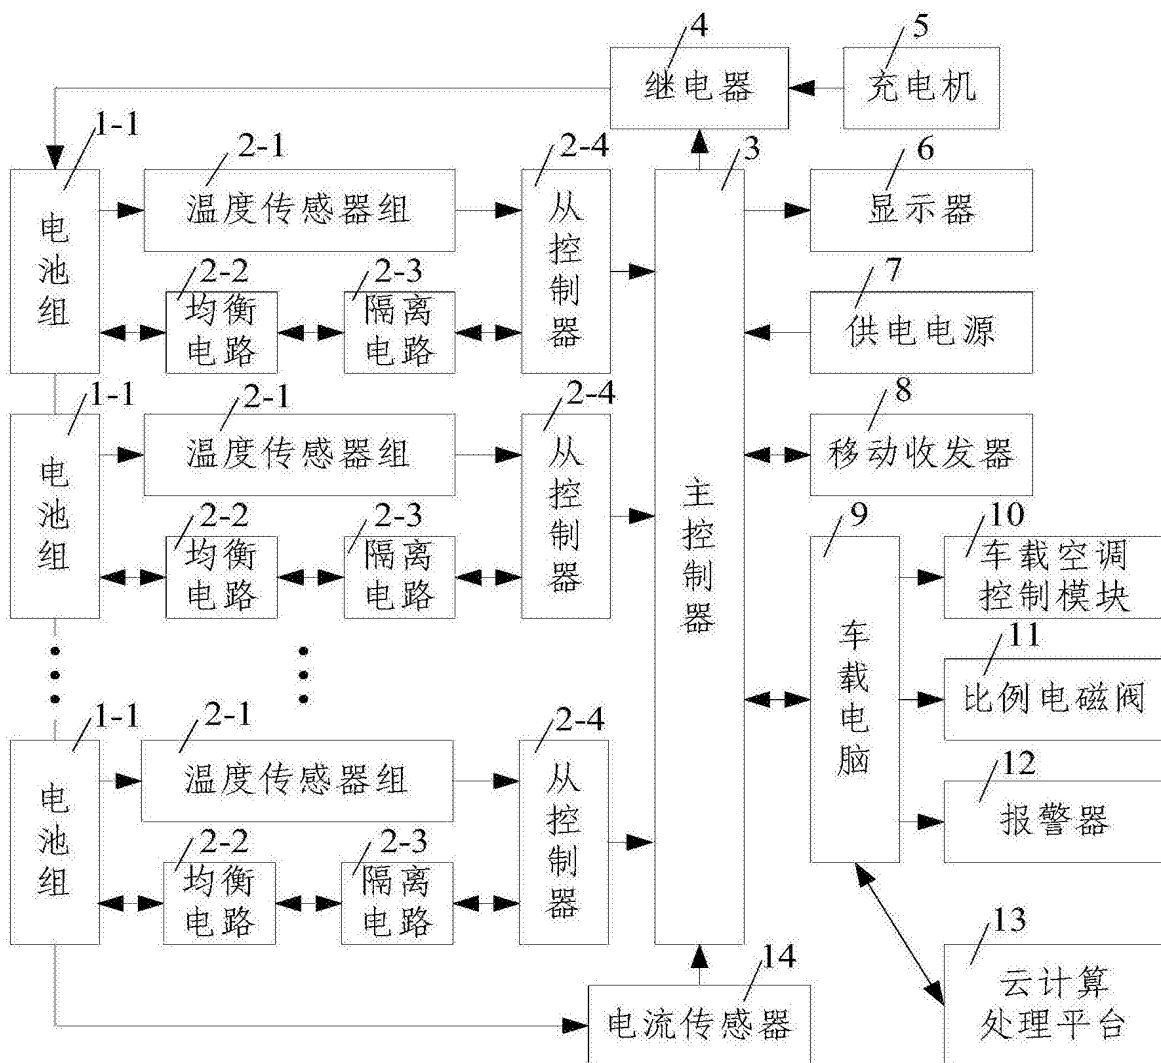 4
5
继电器
充电机
1-1
2-1
2-4
3
6
电池组
温度传感器组
从控制器
主控制器
显示器
2-2
2-3
均衡
电路
隔离
电路
7
供电电源
1-1
2-1
2-4
8
电池组
温度传感器组
从控制器
移动收发器
2-2
2-3
均衡
电路
隔离
电路
9
车载电脑
10
车载空调
控制模块
11
比例电磁阀
1-1
2-1
2-4
电池组
温度传感器组
从控制器
12
报警器
2-2
2-3
均衡
电路
隔离
电路
13
云计算
处理平台
14
电流传感器